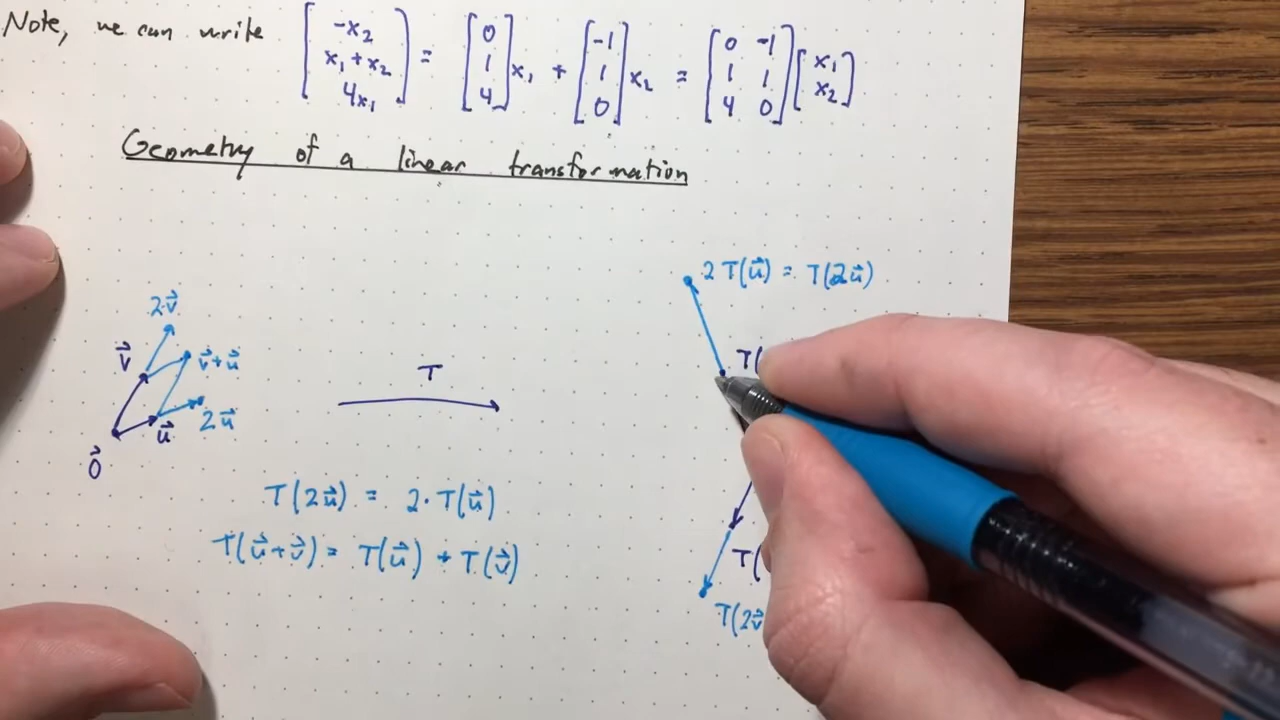 Note, we can write [-x₂ x₁+x₂ 4x₁] = [0 1 4] x₁ + [-1 1 0] x₂ = [0 -1 1 1 4 0] [x₁ x₂]
Geometry of a linear transformation
2T(u⃗) = T(2u⃗)
2v⃗
v⃗
v⃗+u⃗
T
T(
2u⃗
u⃗
0⃗
T(2u⃗) = 2·T(u⃗)
T(u⃗+v⃗) = T(u⃗) + T(v⃗)
T(
T(2v⃗